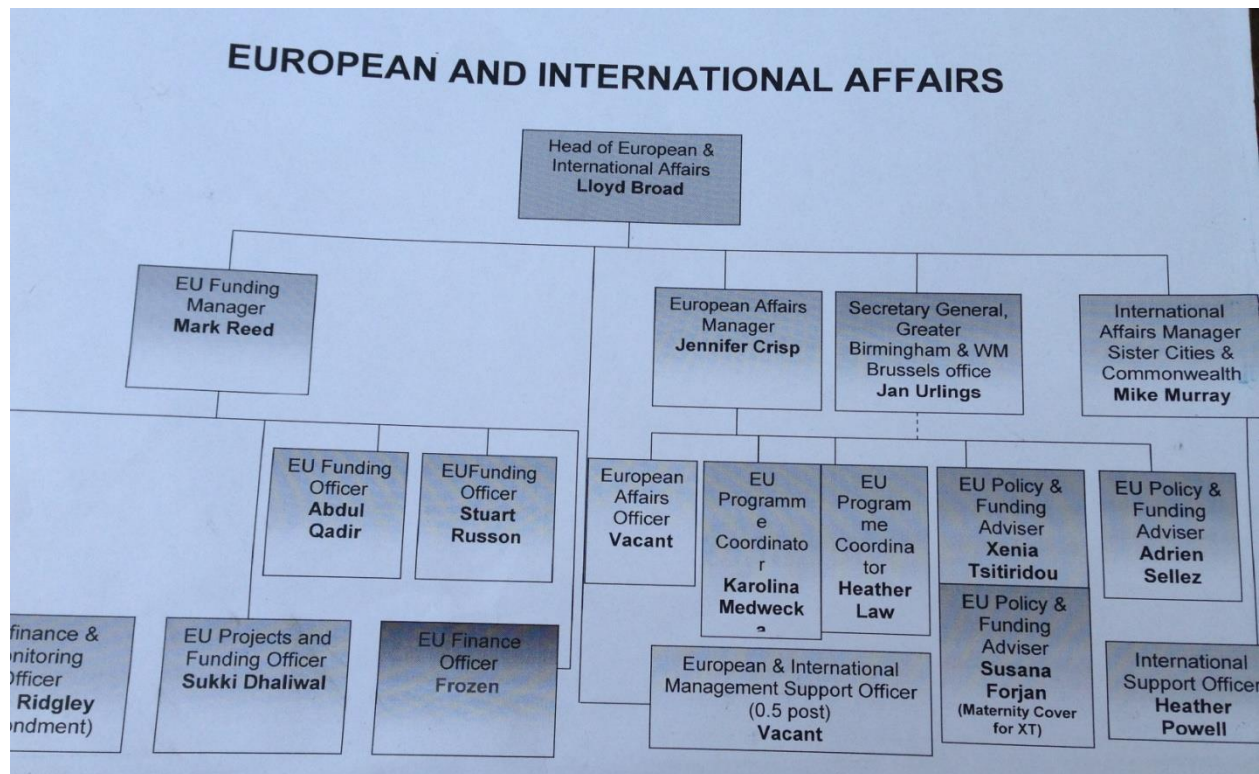 EUROPEAN AND INTERNATIONAL AFFAIRS
Head of European &
International Affairs
Lloyd Broad
EU Funding
Manager
Mark Reed
European Affairs
Manager
Jennifer Crisp
Secretary General,
Greater
Birmingham & WM
Brussels office
Jan Urlings
International
Affairs Manager
Sister Cities &
Commonwealth
Mike Murray
EU Funding
Officer
Abdul
Qadir
EUFunding
Officer
Stuart
Russon
European
Affairs
Officer
Vacant
EU
Programm
e
Coordinato
r
Karolina
Medweck
EU
Program
me
Coordina
tor
Heather
Law
EU Policy &
Funding
Adviser
Xenia
Tsitiridou
EU Policy &
Funding
Adviser
Adrien
Sellez
finance &
onitoring
Officer
Ridgley
ondment)
EU Projects and
Funding Officer
Sukki Dhaliwal
EU Finance
Officer
Frozen
European & International
Management Support Officer
(0.5 post)
Vacant
EU Policy &
Funding
Adviser
Susana
Forjan
(Maternity Cover
for XT)
International
Support Officer
Heather
Powell